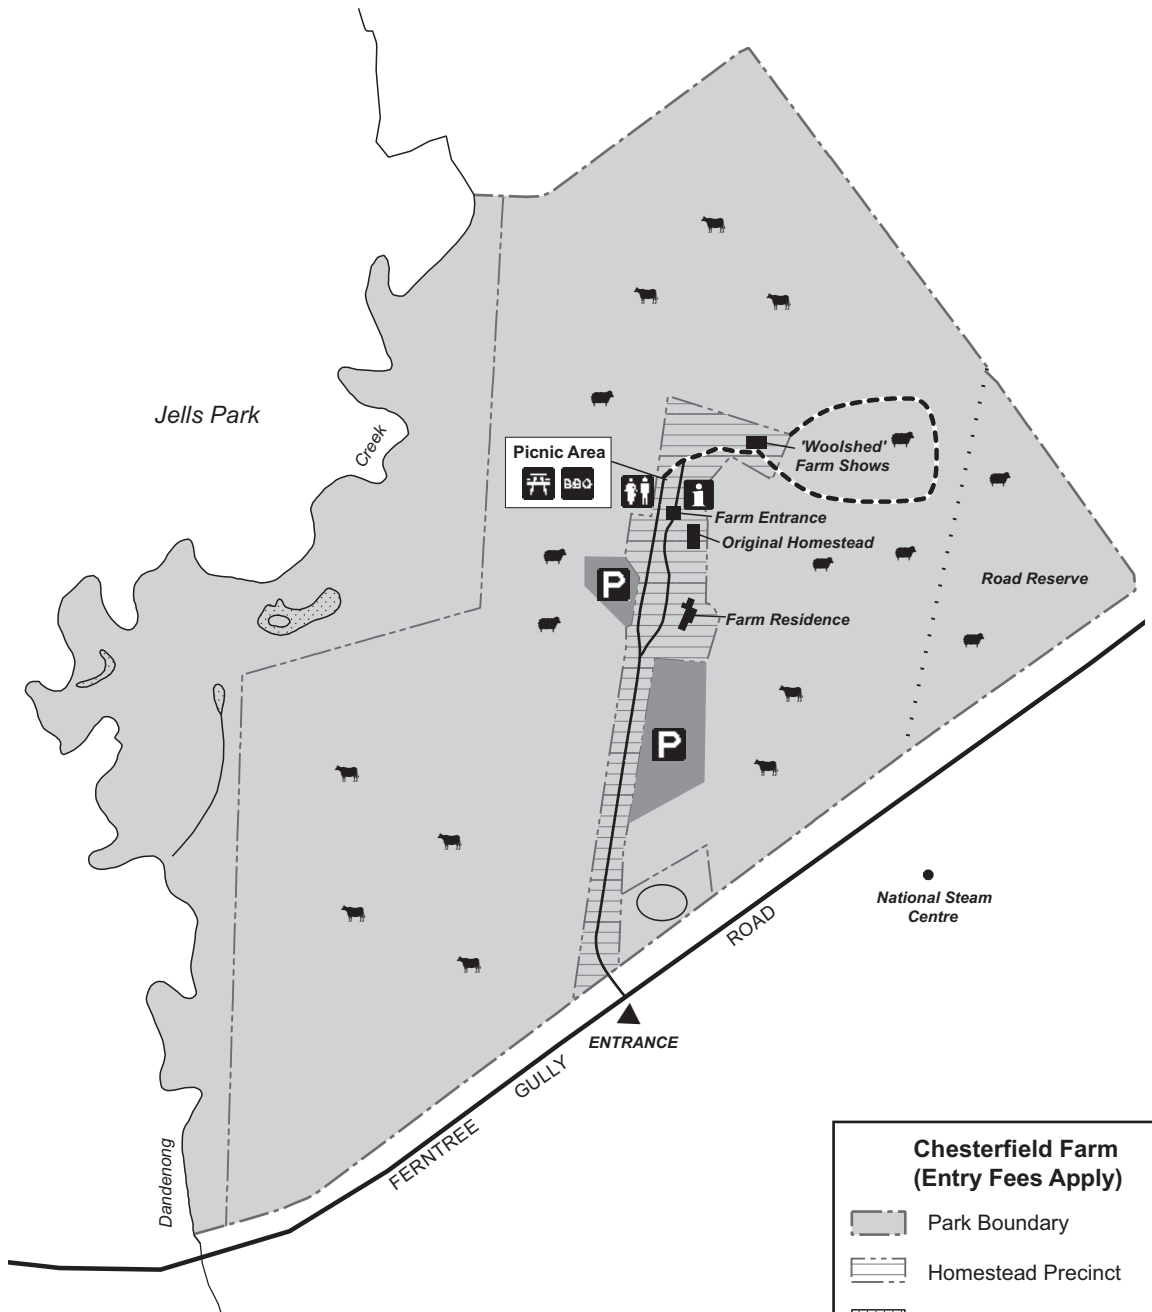 Jells Park
Creek
Picnic Area
BBQ
'Woolshed'
Farm Shows
i
Farm Entrance
Original Homestead
P
Road Reserve
Farm Residence
P
National Steam
Centre
FERNTREE GULLY ROAD
ENTRANCE
Dandenong
Chesterfield Farm
(Entry Fees Apply)
Park Boundary
Homestead Precinct